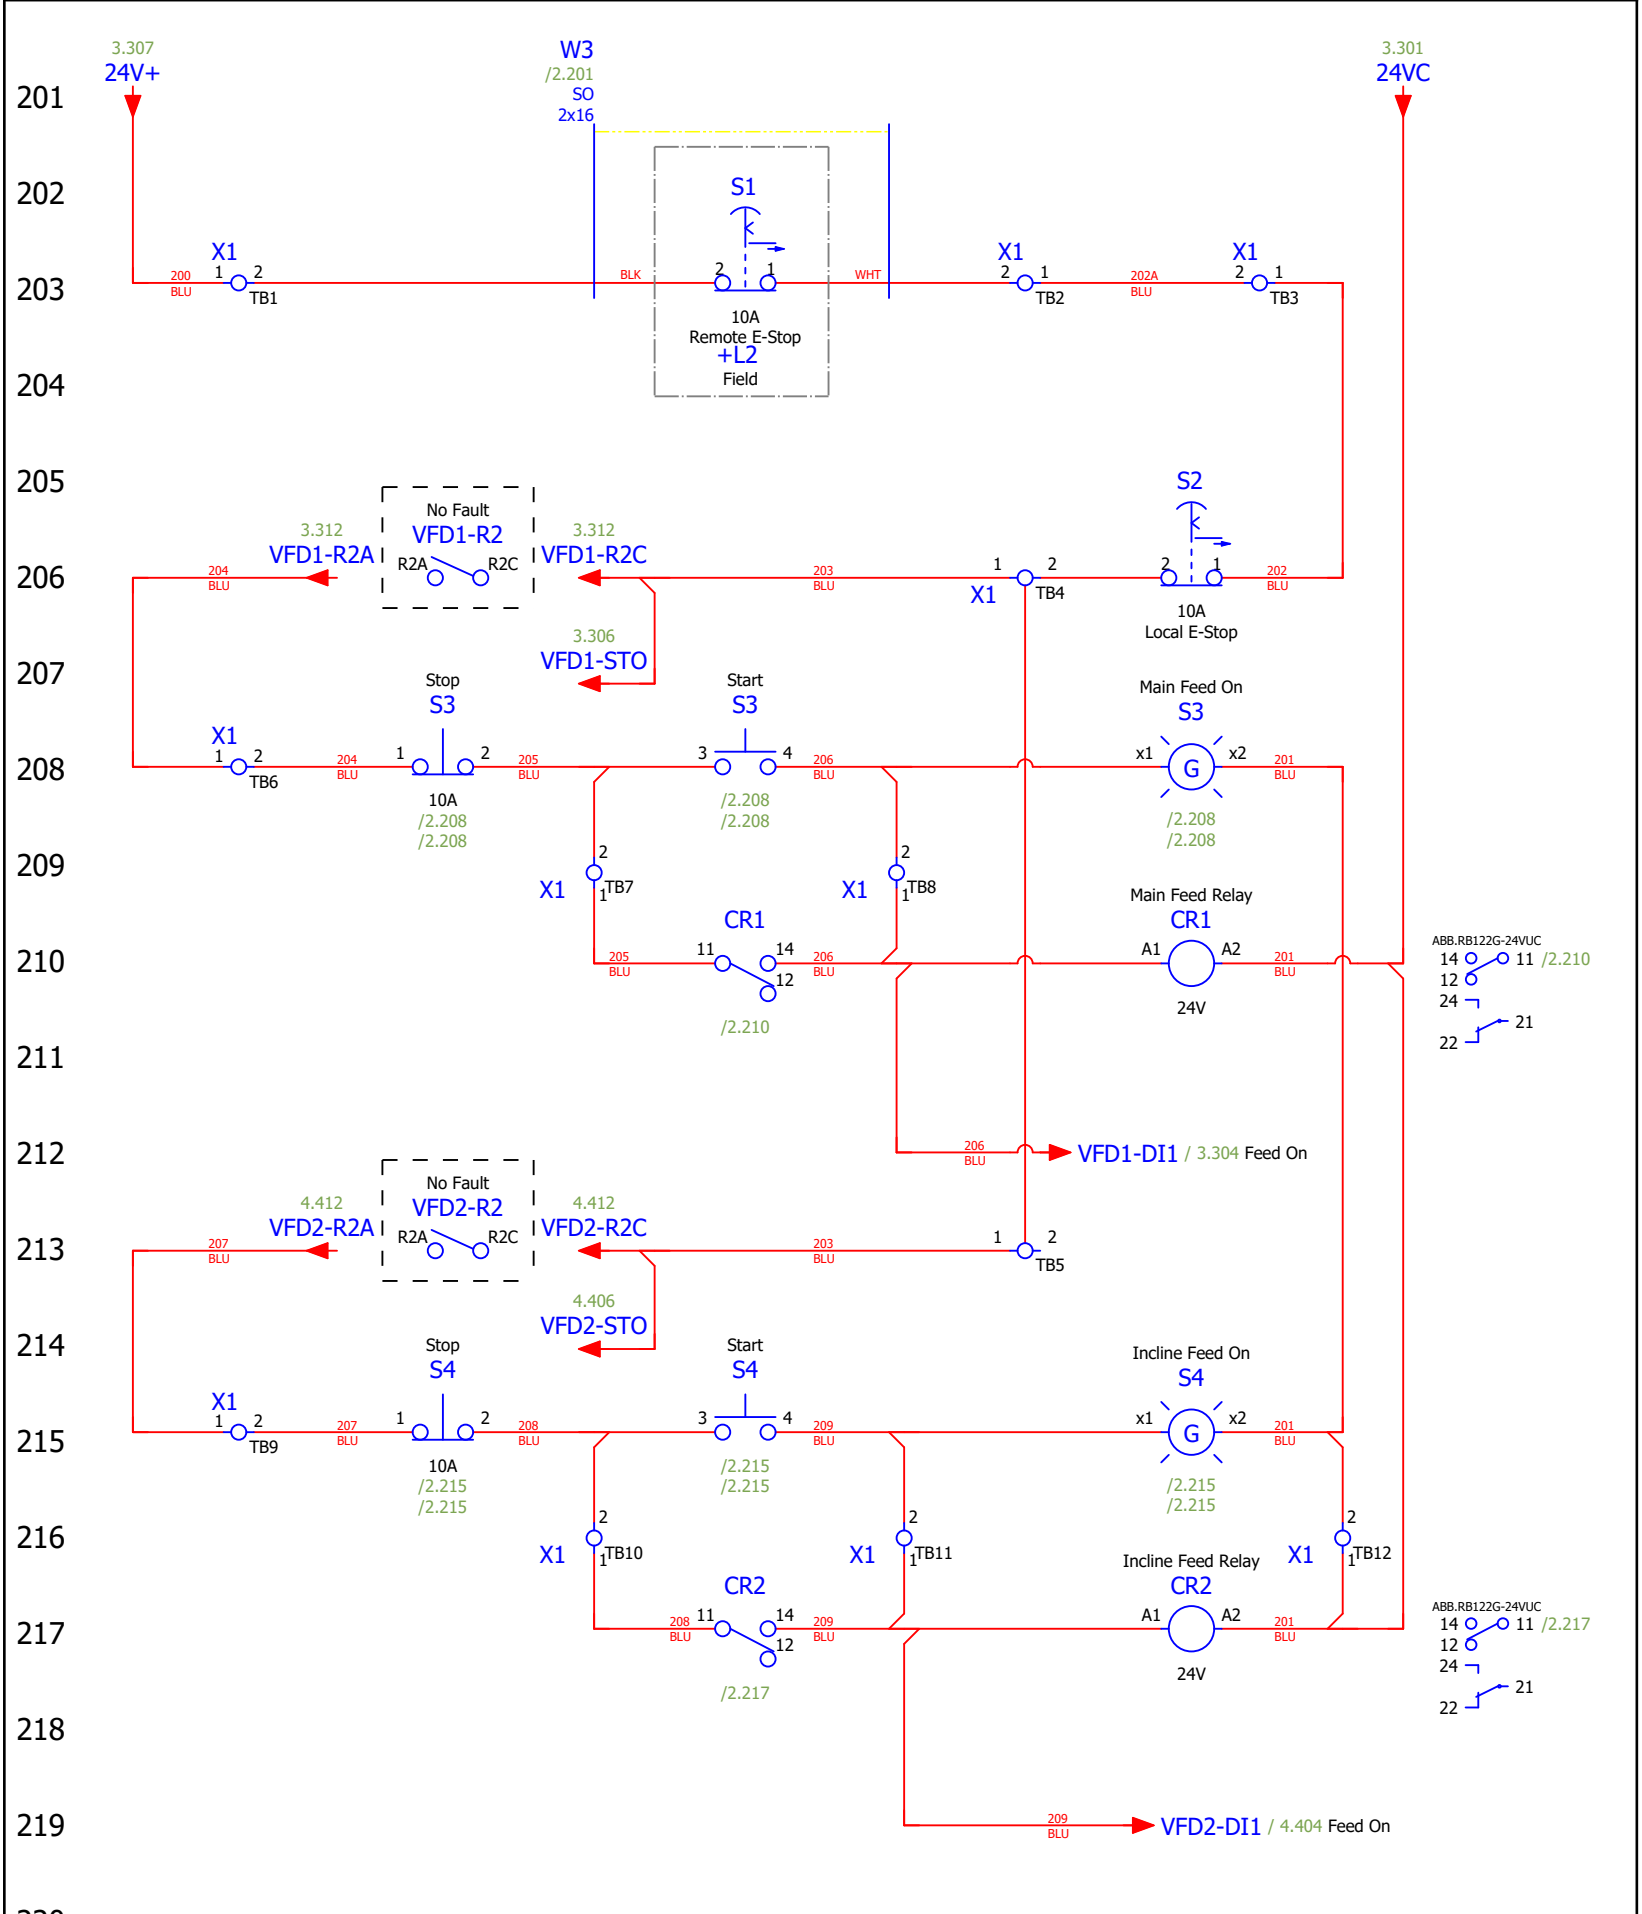 3.307
24V+
W3
/2.201
SO
2x16
3.301
24VC
201
202
S1
X1
1 2
TB1
200
BLU
BLK
2 1
WHT
X1
2 1
TB2
202A
BLU
X1
2 1
TB3
203
10A
Remote E-Stop
+L2
Field
204
205
S2
No Fault
VFD1-R2
R2A R2C
3.312
VFD1-R2A
3.312
VFD1-R2C
206
204
BLU
203
BLU
1 2
X1
TB4
2 1
202
BLU
10A
Local E-Stop
3.306
VFD1-STO
207
Stop
S3
Start
S3
Main Feed On
S3
X1
1 2
TB6
208
204
BLU
1 2
205
BLU
3 4
206
BLU
x1 G x2
201
BLU
10A
/2.208
/2.208
/2.208
/2.208
/2.208
/2.208
209
2
X1
TB7
1
2
X1
TB8
1
CR1
Main Feed Relay
CR1
210
205
BLU
11 14
12
206
BLU
A1 A2
201
BLU
24V
/2.210
ABB.RB122G-24VUC
14 11 /2.210
12
24
21
22
211
212
206
BLU
VFD1-DI1 / 3.304 Feed On
No Fault
VFD2-R2
R2A R2C
4.412
VFD2-R2A
4.412
VFD2-R2C
213
207
BLU
203
BLU
1 2
TB5
4.406
VFD2-STO
214
Stop
S4
Start
S4
Incline Feed On
S4
X1
1 2
TB9
215
207
BLU
1 2
208
BLU
3 4
209
BLU
x1 G x2
201
BLU
10A
/2.215
/2.215
/2.215
/2.215
/2.215
/2.215
216
2
X1
TB10
1
2
X1
TB11
1
2
X1
TB12
1
CR2
Incline Feed Relay
CR2
217
208
BLU
11 14
12
209
BLU
A1 A2
201
BLU
24V
/2.217
ABB.RB122G-24VUC
14 11 /2.217
12
24
21
22
218
219
209
BLU
VFD2-DI1 / 4.404 Feed On